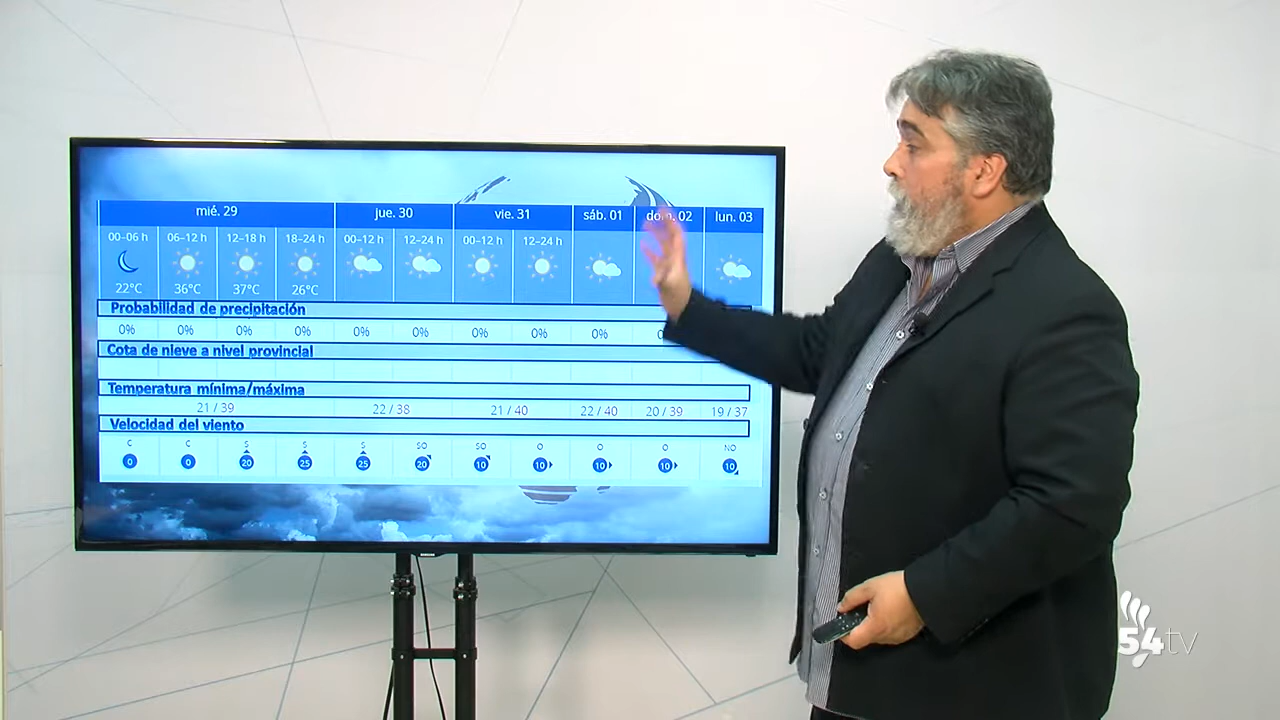 mié. 29 jue. 30 vie. 31 sáb. 01 dom. 02 lun. 03
00–06 h 06–12 h 12–18 h 18–24 h 00–12 h 12–24 h 00–12 h 12–24 h
22°C 36°C 37°C 26°C
Probabilidad de precipitación
0% 0% 0% 0% 0% 0% 0% 0% 0%
Cota de nieve a nivel provincial
Temperatura mínima/máxima
21 / 39 22 / 38 21 / 40 22 / 40 20 / 39 19 / 37
Velocidad del viento
C C S S S SO SO O O O NO
0 0 20 25 25 20 10 10 10 10 10
SAMSUNG
54tv